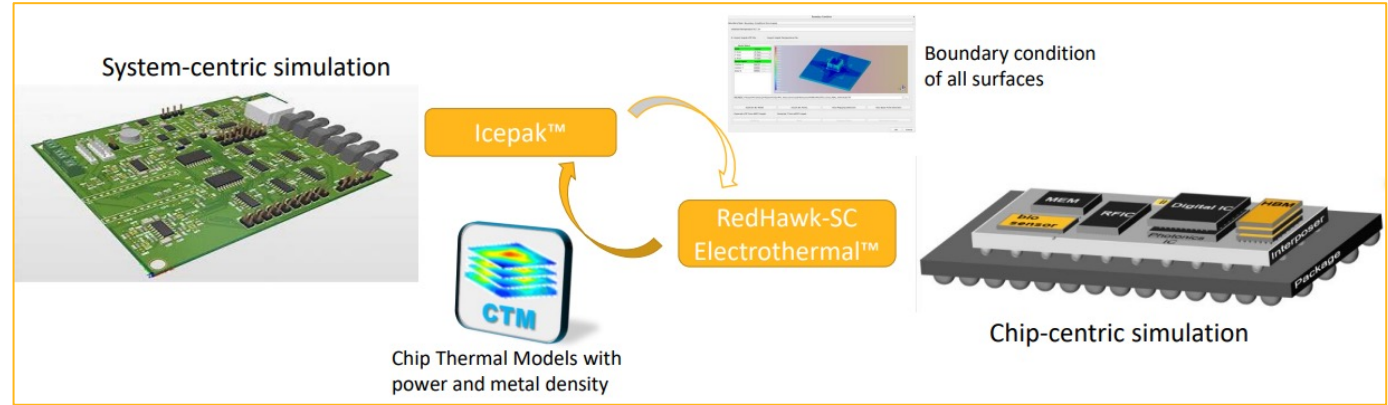 System-centric simulation
Boundary condition
of all surfaces
Icepak™
RedHawk-SC
Electrothermal™
MEM
bio
sensor
RFIC
Digital IC
Photonics
IC
HBM
Interposer
Package
CTM
Chip Thermal Models with
power and metal density
Chip-centric simulation